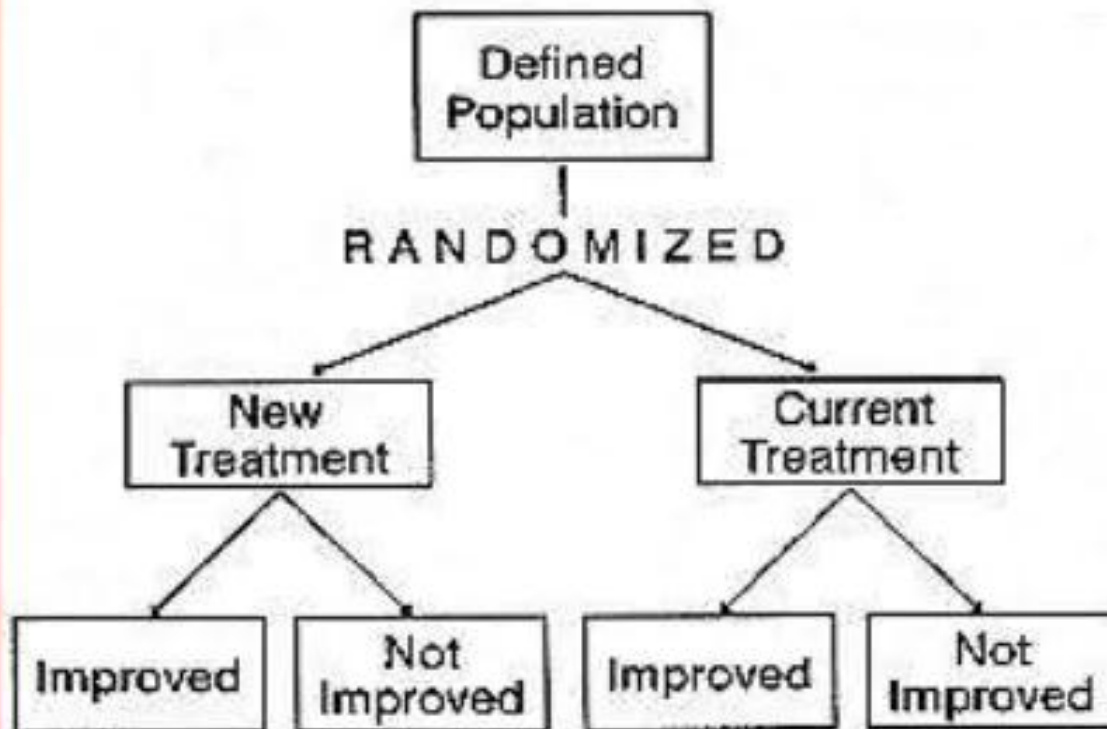 Defined
Population
RANDOMIZED
New
Treatment
Current
Treatment
Improved
Not
Improved
Improved
Not
Improved